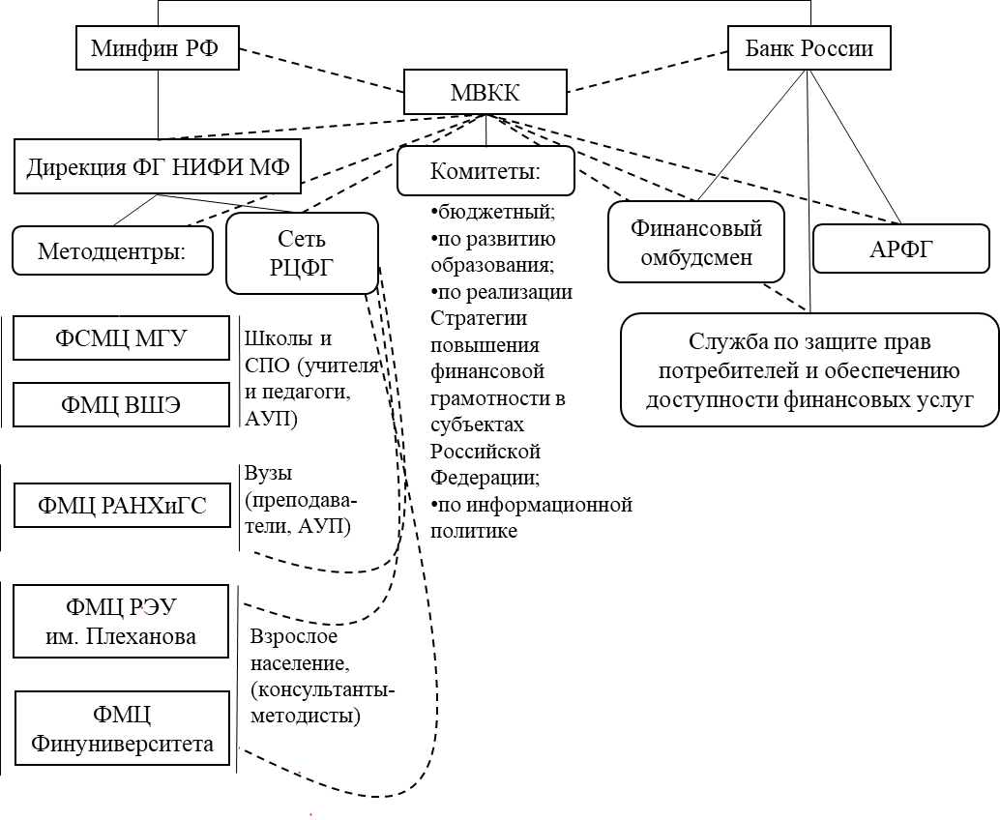 Минфин РФ
Банк России
МВКК
Дирекция ФГ НИФИ МФ
Комитеты:
•бюджетный;
•по развитию
образования;
•по реализации
Стратегии
повышения
финансовой
грамотности в
субъектах
Российской
Федерации;
•по информационной
политике
Методцентры:
Сеть
РЦФГ
Финансовый
омбудсмен
АРФГ
Служба по защите прав
потребителей и обеспечению
доступности финансовых услуг
ФСМЦ МГУ
ФМЦ ВШЭ
Школы и
СПО (учителя
и педагоги,
АУП)
ФМЦ РАНХиГС
Вузы
(преподава-
тели, АУП)
ФМЦ РЭУ
им. Плеханова
ФМЦ
Финуниверситета
Взрослое
население,
(консультанты-
методисты)